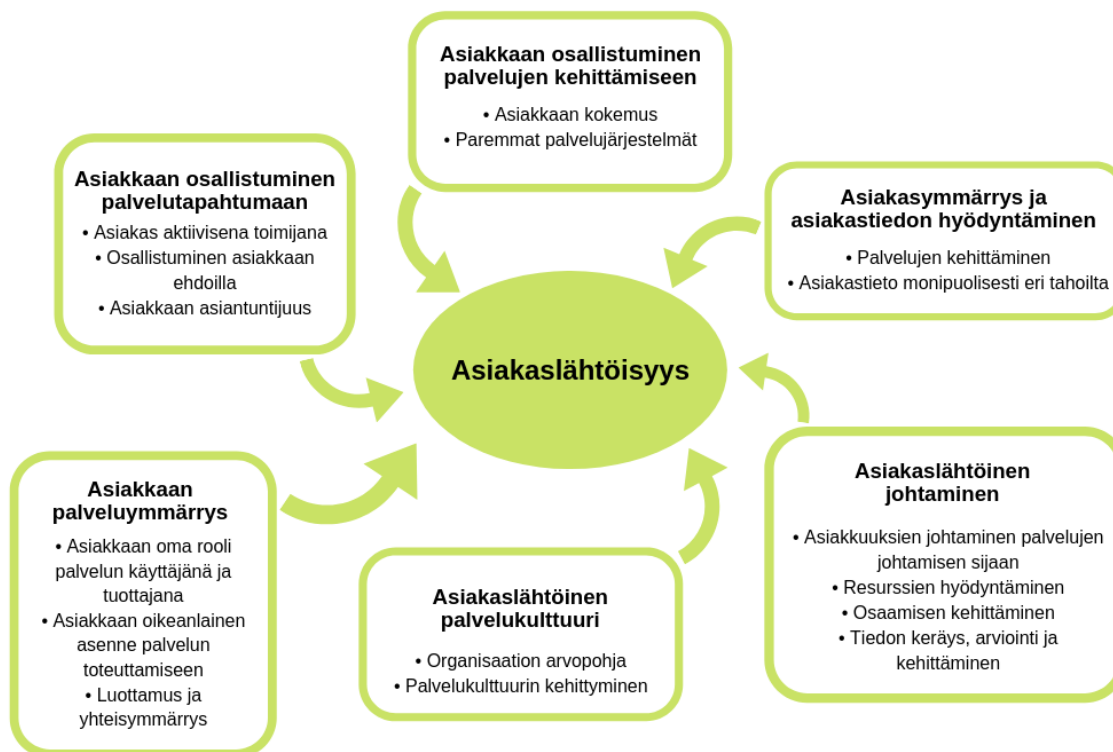 Asiakkaan osallistuminen
palvelujen kehittämiseen
• Asiakkaan kokemus
• Paremmat palvelujärjestelmät
Asiakkaan osallistuminen
palvelutapahtumaan
• Asiakas aktiivisena toimijana
• Osallistuminen asiakkaan
ehdoilla
• Asiakkaan asiantuntijuus
Asiakasymmärrys ja
asiakastiedon hyödyntäminen
• Palvelujen kehittäminen
• Asiakastieto monipuolisesti eri tahoilta
Asiakaslähtöisyys
Asiakkaan
palveluymmärrys
• Asiakkaan oma rooli
palvelun käyttäjänä ja
tuottajana
• Asiakkaan oikeanlainen
asenne palvelun
toteuttamiseen
• Luottamus ja
yhteisymmärrys
Asiakaslähtöinen
palvelukulttuuri
• Organisaation arvopohja
• Palvelukulttuurin kehittyminen
Asiakaslähtöinen
johtaminen
• Asiakkuuksien johtaminen palvelujen
johtamisen sijaan
• Resurssien hyödyntäminen
• Osaamisen kehittäminen
• Tiedon keräys, arviointi ja
kehittäminen